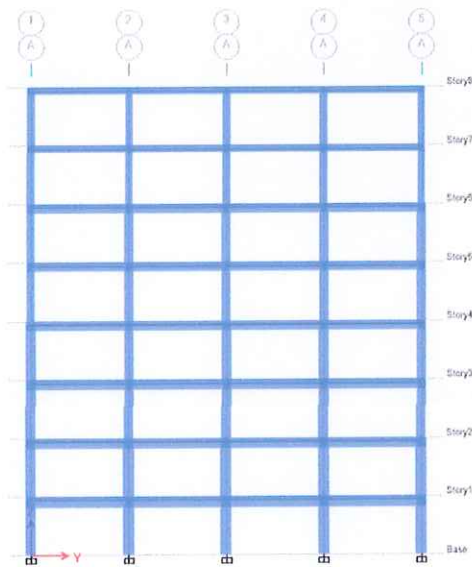 1 2 3 4 5
A A A A A
Story8
Story7
Story6
Story5
Story4
Story3
Story2
Story1
Y
Base